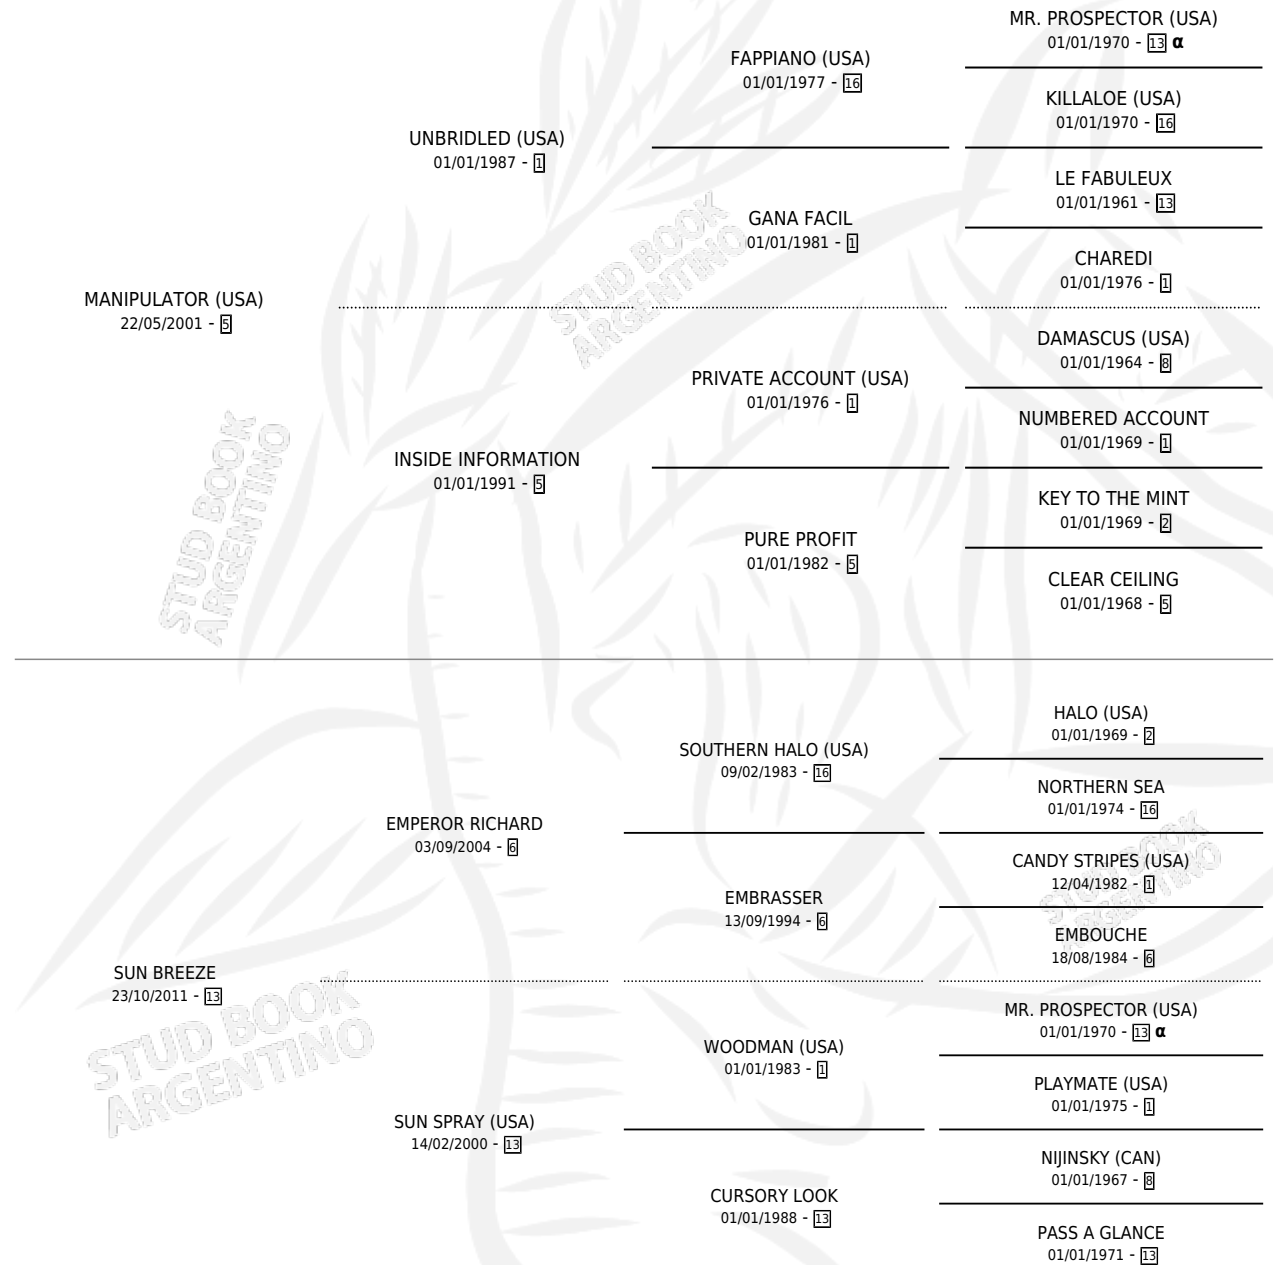 MR. PROSPECTOR (USA)
01/01/1970 - 13 α
FAPPIANO (USA)
01/01/1977 - 16
KILLALOE (USA)
01/01/1970 - 16
UNBRIDLED (USA)
01/01/1987 - 1
LE FABULEUX
01/01/1961 - 13
GANA FACIL
01/01/1981 - 1
CHAREDI
01/01/1976 - 1
MANIPULATOR (USA)
22/05/2001 - 5
DAMASCUS (USA)
01/01/1964 - 8
PRIVATE ACCOUNT (USA)
01/01/1976 - 1
NUMBERED ACCOUNT
01/01/1969 - 1
INSIDE INFORMATION
01/01/1991 - 5
KEY TO THE MINT
01/01/1969 - 2
PURE PROFIT
01/01/1982 - 5
CLEAR CEILING
01/01/1968 - 5
HALO (USA)
01/01/1969 - 2
SOUTHERN HALO (USA)
09/02/1983 - 16
NORTHERN SEA
01/01/1974 - 16
EMPEROR RICHARD
03/09/2004 - 6
CANDY STRIPES (USA)
12/04/1982 - 1
EMBRASSER
13/09/1994 - 6
EMBOUCHE
18/08/1984 - 6
SUN BREEZE
23/10/2011 - 13
MR. PROSPECTOR (USA)
01/01/1970 - 13 α
WOODMAN (USA)
01/01/1983 - 1
PLAYMATE (USA)
01/01/1975 - 1
SUN SPRAY (USA)
14/02/2000 - 13
NIJINSKY (CAN)
01/01/1967 - 8
CURSORY LOOK
01/01/1988 - 13
PASS A GLANCE
01/01/1971 - 13
STUD BOOK
ARGENTINO
STUD BOOK
ARGENTINO
STUD BOOK
ARGENTINO
STUD BOOK
ARGENTINO